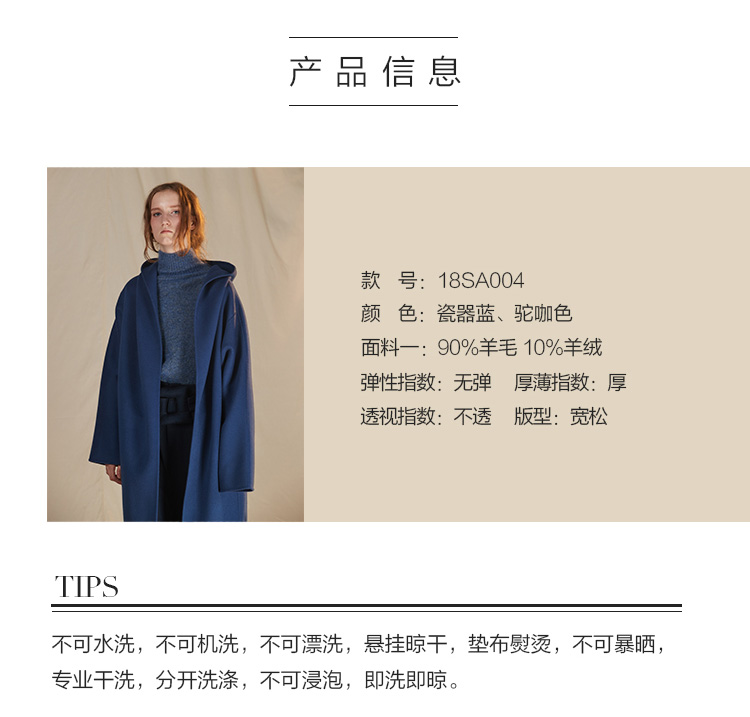 产品信息
款 号：18SA004
颜 色：瓷器蓝、驼咖色
面料一：90%羊毛 10%羊绒
弹性指数：无弹 厚薄指数：厚
透视指数：不透 版型：宽松
TIPS
不可水洗，不可机洗，不可漂洗，悬挂晾干，垫布熨烫，不可暴晒，
专业干洗，分开洗涤，不可浸泡，即洗即晾。